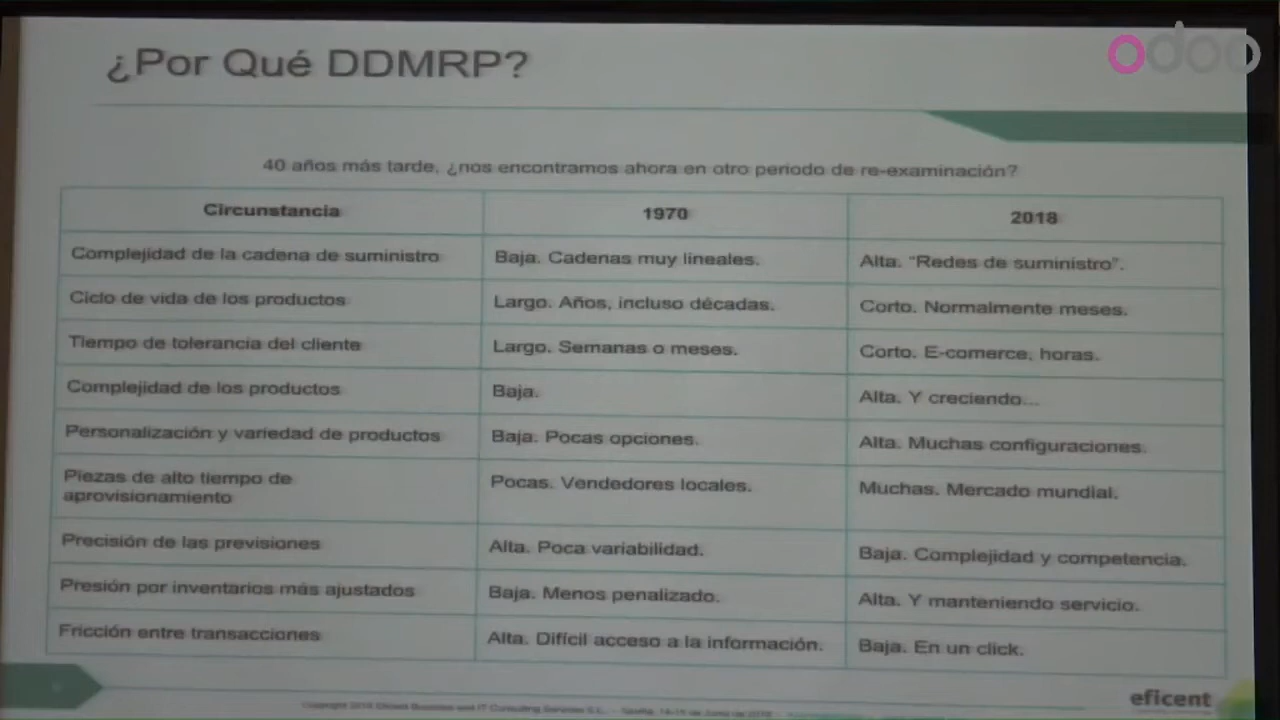 odoo
¿Por Qué DDMRP?
40 años más tarde, ¿nos encontramos ahora en otro periodo de re-examinación?
Circunstancia 1970 2018
Complejidad de la cadena de suministro Baja. Cadenas muy lineales. Alta. “Redes de suministro”.
Ciclo de vida de los productos Largo. Años, incluso décadas. Corto. Normalmente meses.
Tiempo de tolerancia del cliente Largo. Semanas o meses. Corto. E-comerce, horas.
Complejidad de los productos Baja. Alta. Y creciendo...
Personalización y variedad de productos Baja. Pocas opciones. Alta. Muchas configuraciones.
Piezas de alto tiempo de
aprovisionamiento Pocas. Vendedores locales. Muchas. Mercado mundial.
Precisión de las previsiones Alta. Poca variabilidad. Baja. Complejidad y competencia.
Presión por inventarios más ajustados Baja. Menos penalizado. Alta. Y manteniendo servicio.
Fricción entre transacciones Alta. Difícil acceso a la información. Baja. En un click.
eficent